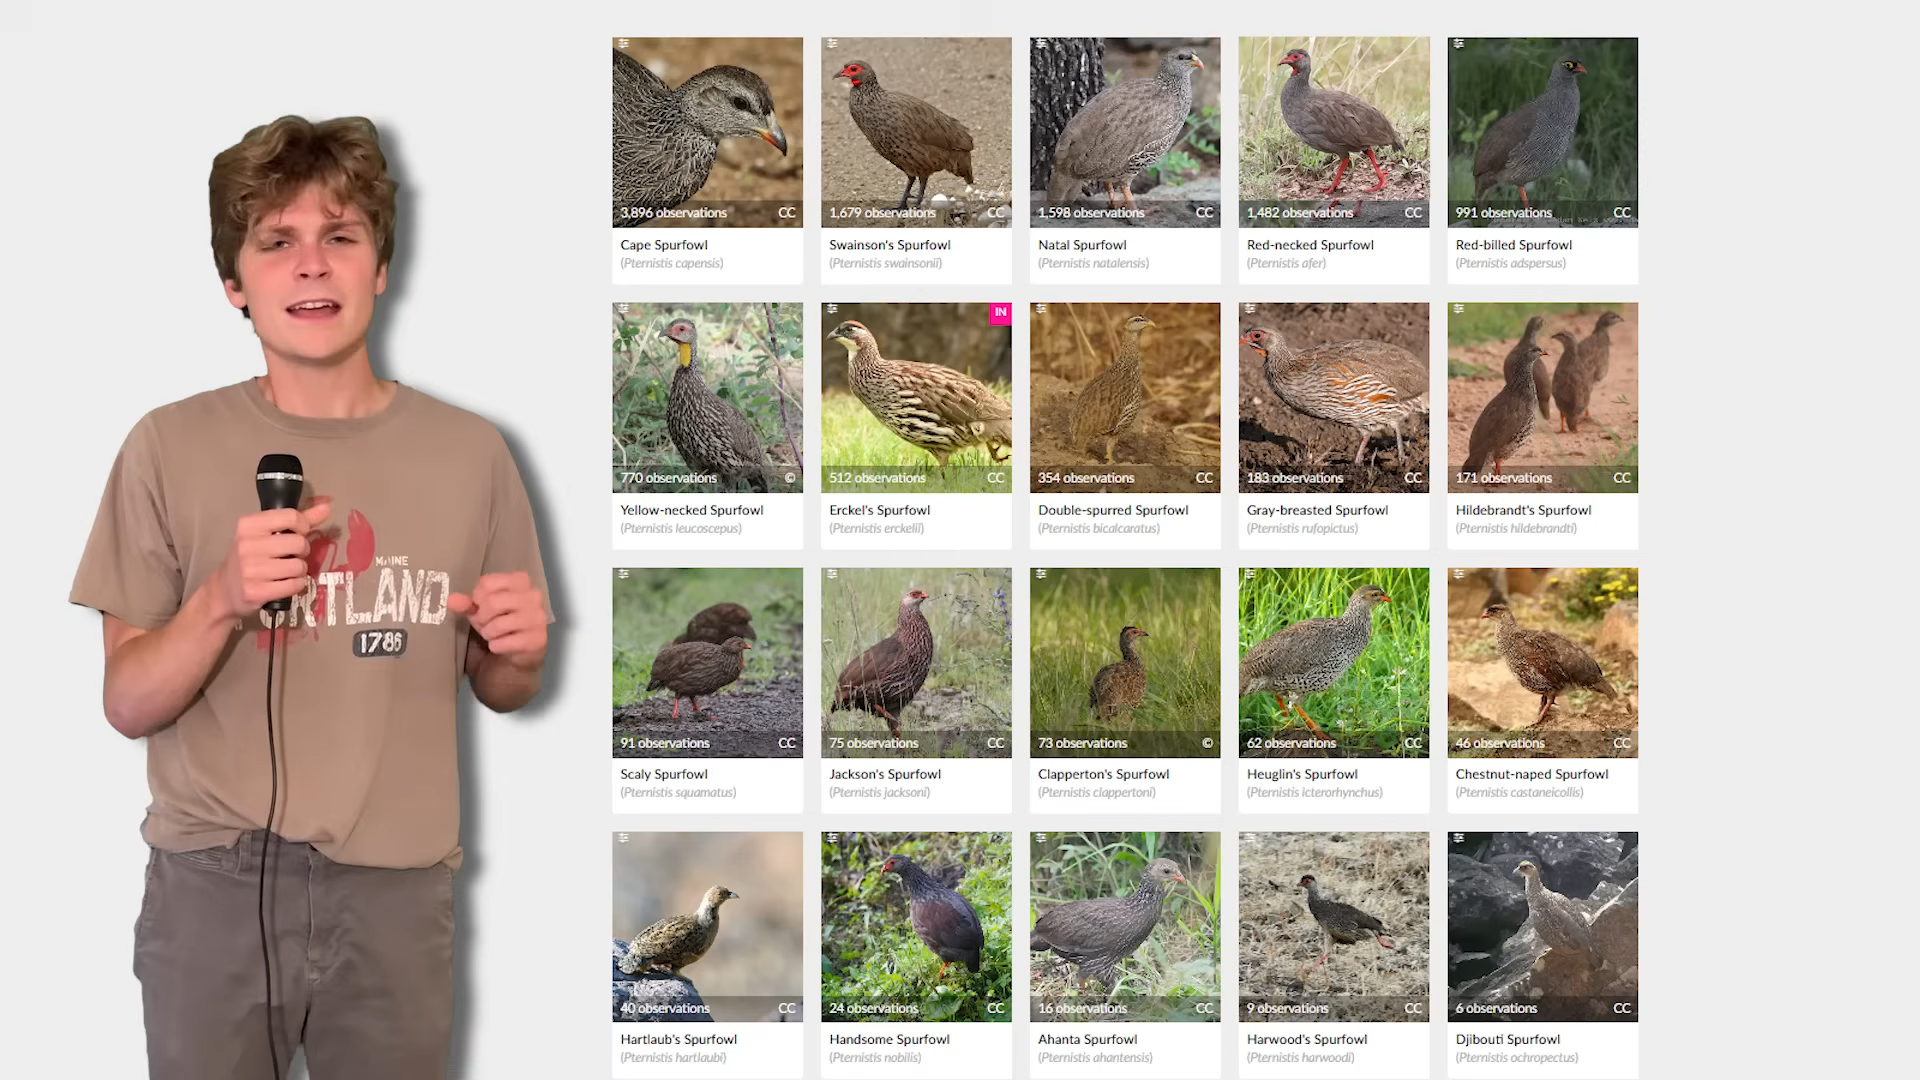 3,896 observations CC
Cape Spurfowl
(Pternistis capensis)
1,679 observations CC
Swainson's Spurfowl
(Pternistis swainsonii)
1,598 observations CC
Natal Spurfowl
(Pternistis natalensis)
1,482 observations CC
Red-necked Spurfowl
(Pternistis afer)
991 observations CC
Red-billed Spurfowl
(Pternistis adspersus)
770 observations ©
Yellow-necked Spurfowl
(Pternistis leucoscepus)
IN
512 observations CC
Erckel's Spurfowl
(Pternistis erckelii)
354 observations CC
Double-spurred Spurfowl
(Pternistis bicalcaratus)
183 observations CC
Gray-breasted Spurfowl
(Pternistis rufopictus)
171 observations CC
Hildebrandt's Spurfowl
(Pternistis hildebrandti)
MAINE
RTLAND
1786
91 observations CC
Scaly Spurfowl
(Pternistis squamatus)
75 observations CC
Jackson's Spurfowl
(Pternistis jacksoni)
73 observations ©
Clapperton's Spurfowl
(Pternistis clappertoni)
62 observations CC
Heuglin's Spurfowl
(Pternistis icterorhynchus)
46 observations CC
Chestnut-naped Spurfowl
(Pternistis castaneicollis)
40 observations CC
Hartlaub's Spurfowl
(Pternistis hartlaubi)
24 observations CC
Handsome Spurfowl
(Pternistis nobilis)
16 observations CC
Ahanta Spurfowl
(Pternistis ahantensis)
9 observations CC
Harwood's Spurfowl
(Pternistis harwoodi)
6 observations CC
Djibouti Spurfowl
(Pternistis ochropectus)